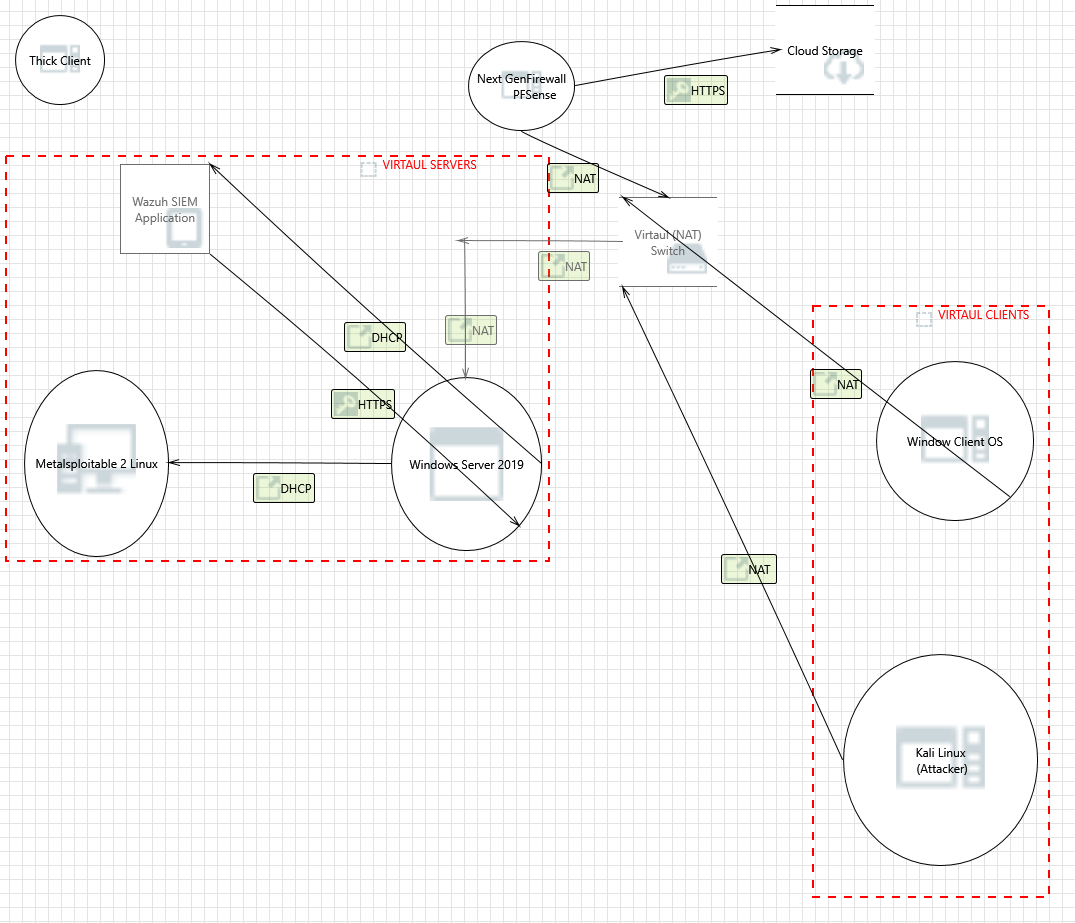 Thick Client
Next GenFirewall
PFSense
Cloud Storage
HTTPS
VIRTAUL SERVERS
NAT
Wazuh SIEM
Application
Virtaul (NAT)
Switch
NAT
VIRTAUL CLIENTS
NAT
DHCP
NAT
HTTPS
Window Client OS
Metalsploitable 2 Linux
Windows Server 2019
DHCP
NAT
Kali Linux
(Attacker)